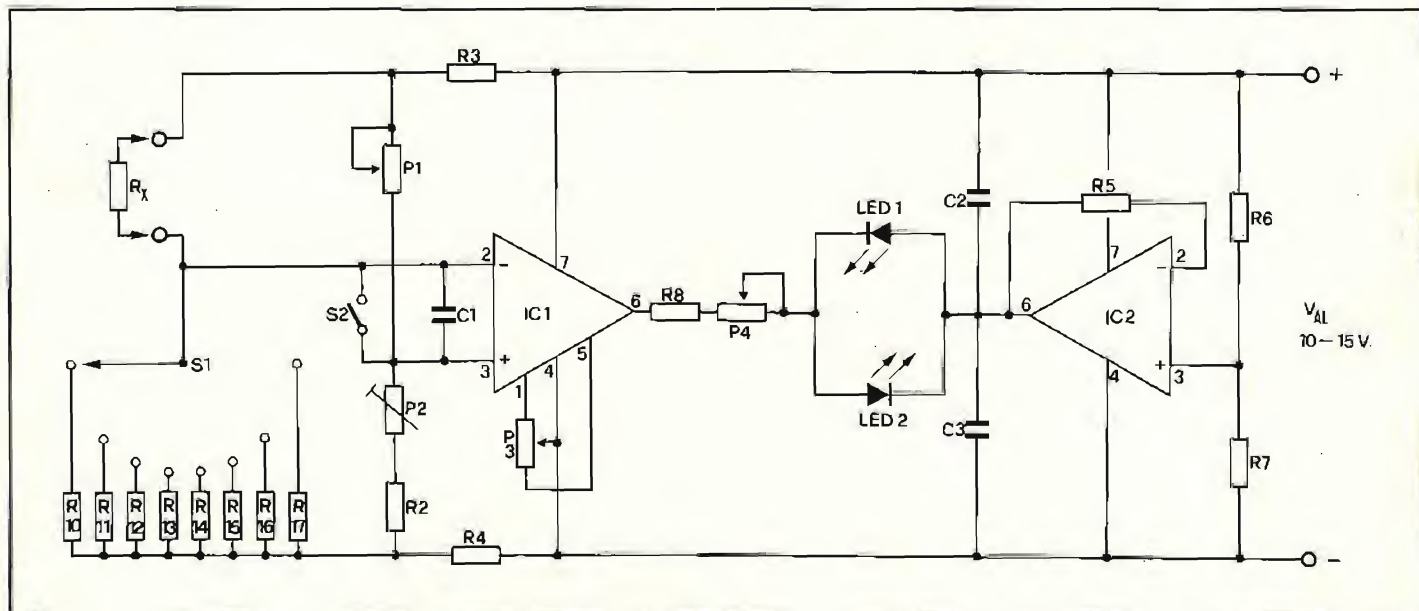 R3
+
P1
R5
RX
C2
R6
LED 1
2
7
7
2
-
-
S2
C1
IC1
6
R8
6
IC2
VAL
P4
10-15 V.
+
3
5
+
3
4
S1
1
4
P2
LED 2
P
3
C3
R7
R
10
R
11
R
12
R
13
R
14
R
15
R
16
R
17
R2
R4
-